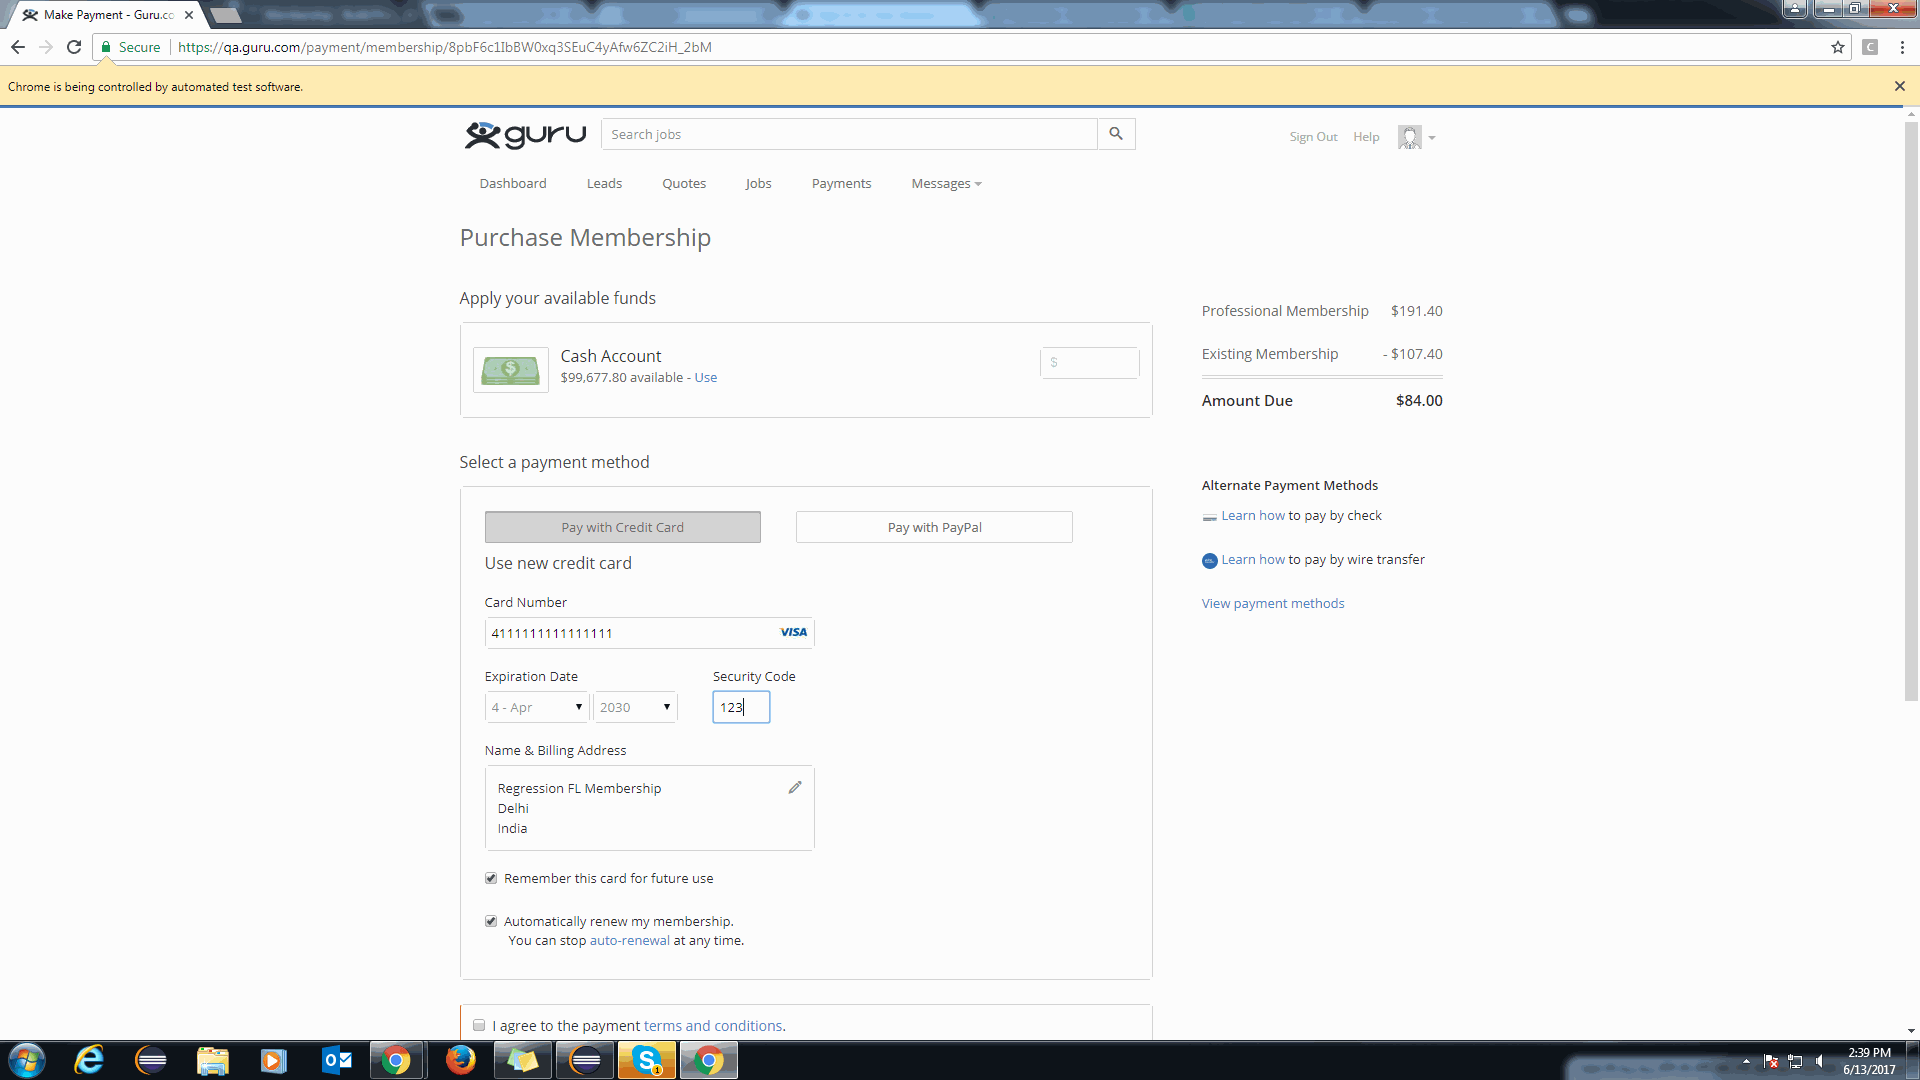 Make Payment - Guru.co
Secure
https://qa.guru.com/payment/membership/8pbF6c1IbBW0xq3SEuC4yAfw6ZC2iH_2bM
Chrome is being controlled by automated test software.
guru
Search jobs
Sign Out Help
Dashboard Leads Quotes Jobs Payments Messages
Purchase Membership
Apply your available funds
Cash Account
$99,677.80 available - Use
$
Professional Membership $191.40
Existing Membership - $107.40
Amount Due $84.00
Select a payment method
Pay with Credit Card Pay with PayPal
Use new credit card
Card Number
4111111111111111 VISA
Expiration Date Security Code
4 - Apr 2030 123
Name & Billing Address
Regression FL Membership
Delhi
India
Remember this card for future use
Automatically renew my membership.
You can stop auto-renewal at any time.
Alternate Payment Methods
Learn how to pay by check
Learn how to pay by wire transfer
View payment methods
I agree to the payment terms and conditions.
2:39 PM
6/13/2017